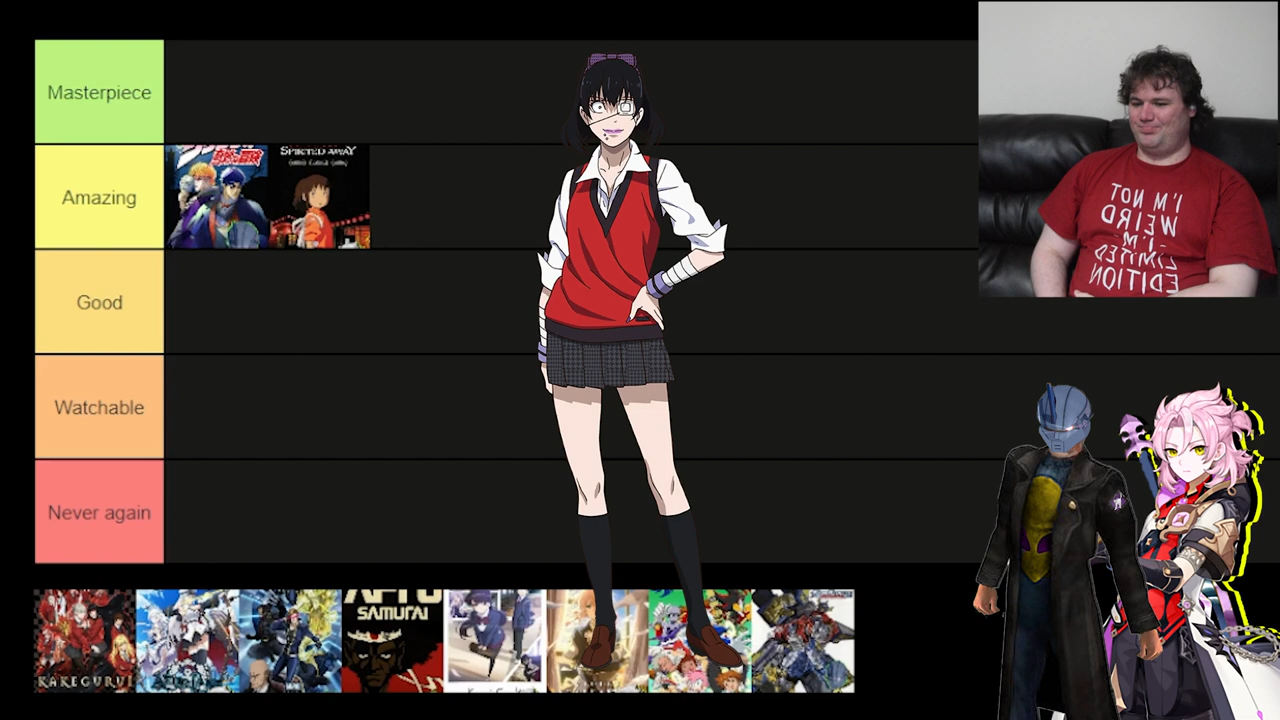 Masterpiece
Amazing
SPIRITED AWAY
Good
Watchable
Never again
I'M NOT
WEIRD
I'M
LIMITED
EDITION
KAKEGURUI
SAMURAI